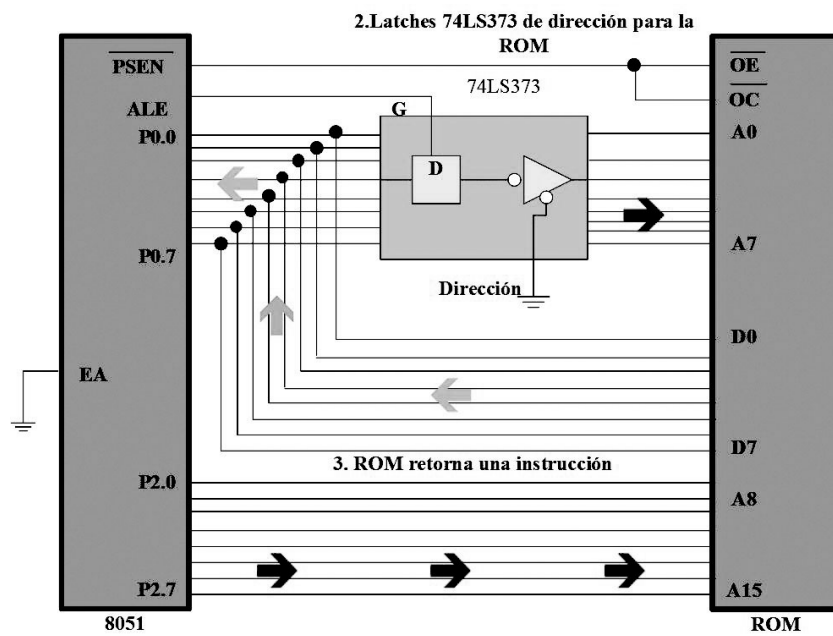 2.Latches 74LS373 de dirección para la
ROM
PSEN
OE
74LS373
OC
ALE
G
P0.0
A0
D
P0.7
A7
Dirección
D0
EA
D7
3. ROM retorna una instrucción
P2.0
A8
P2.7
A15
8051
ROM